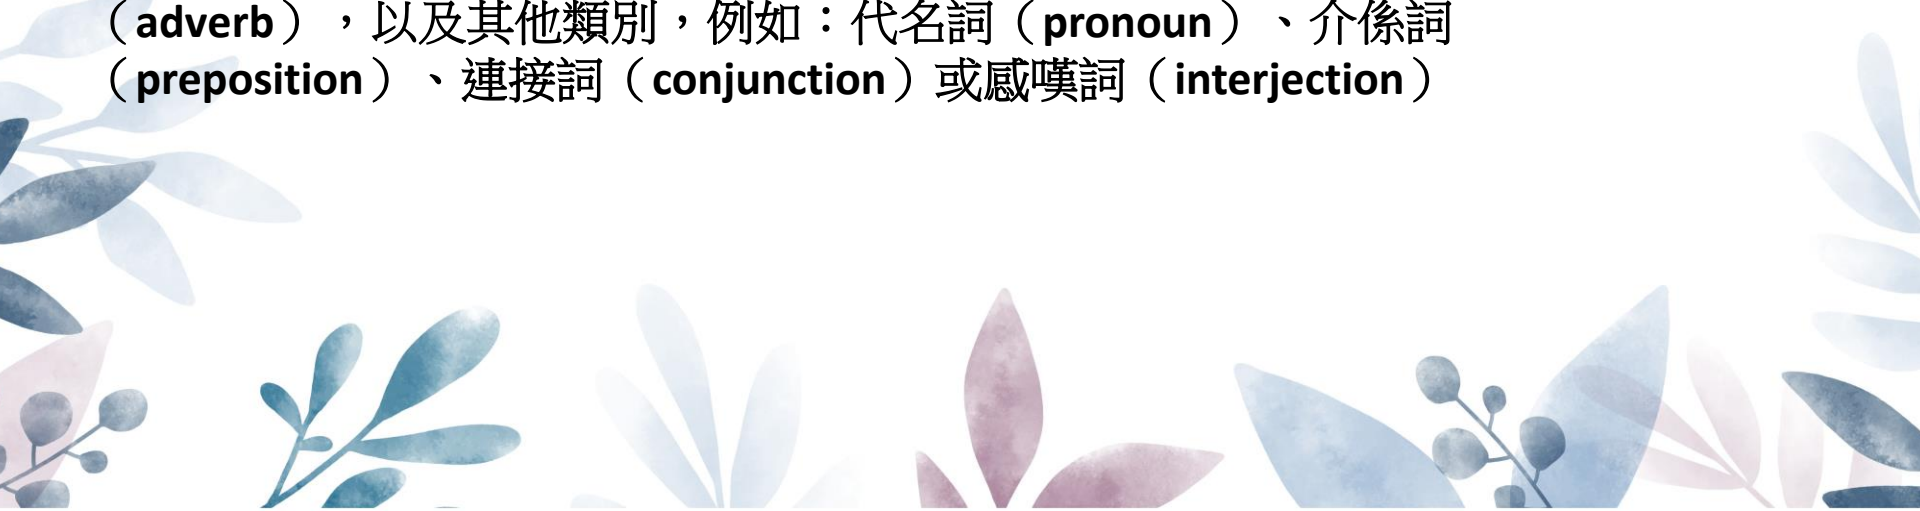 （adverb），以及其他類別，例如：代名詞（pronoun）、介係詞
（preposition）、連接詞（conjunction）或感嘆詞（interjection）